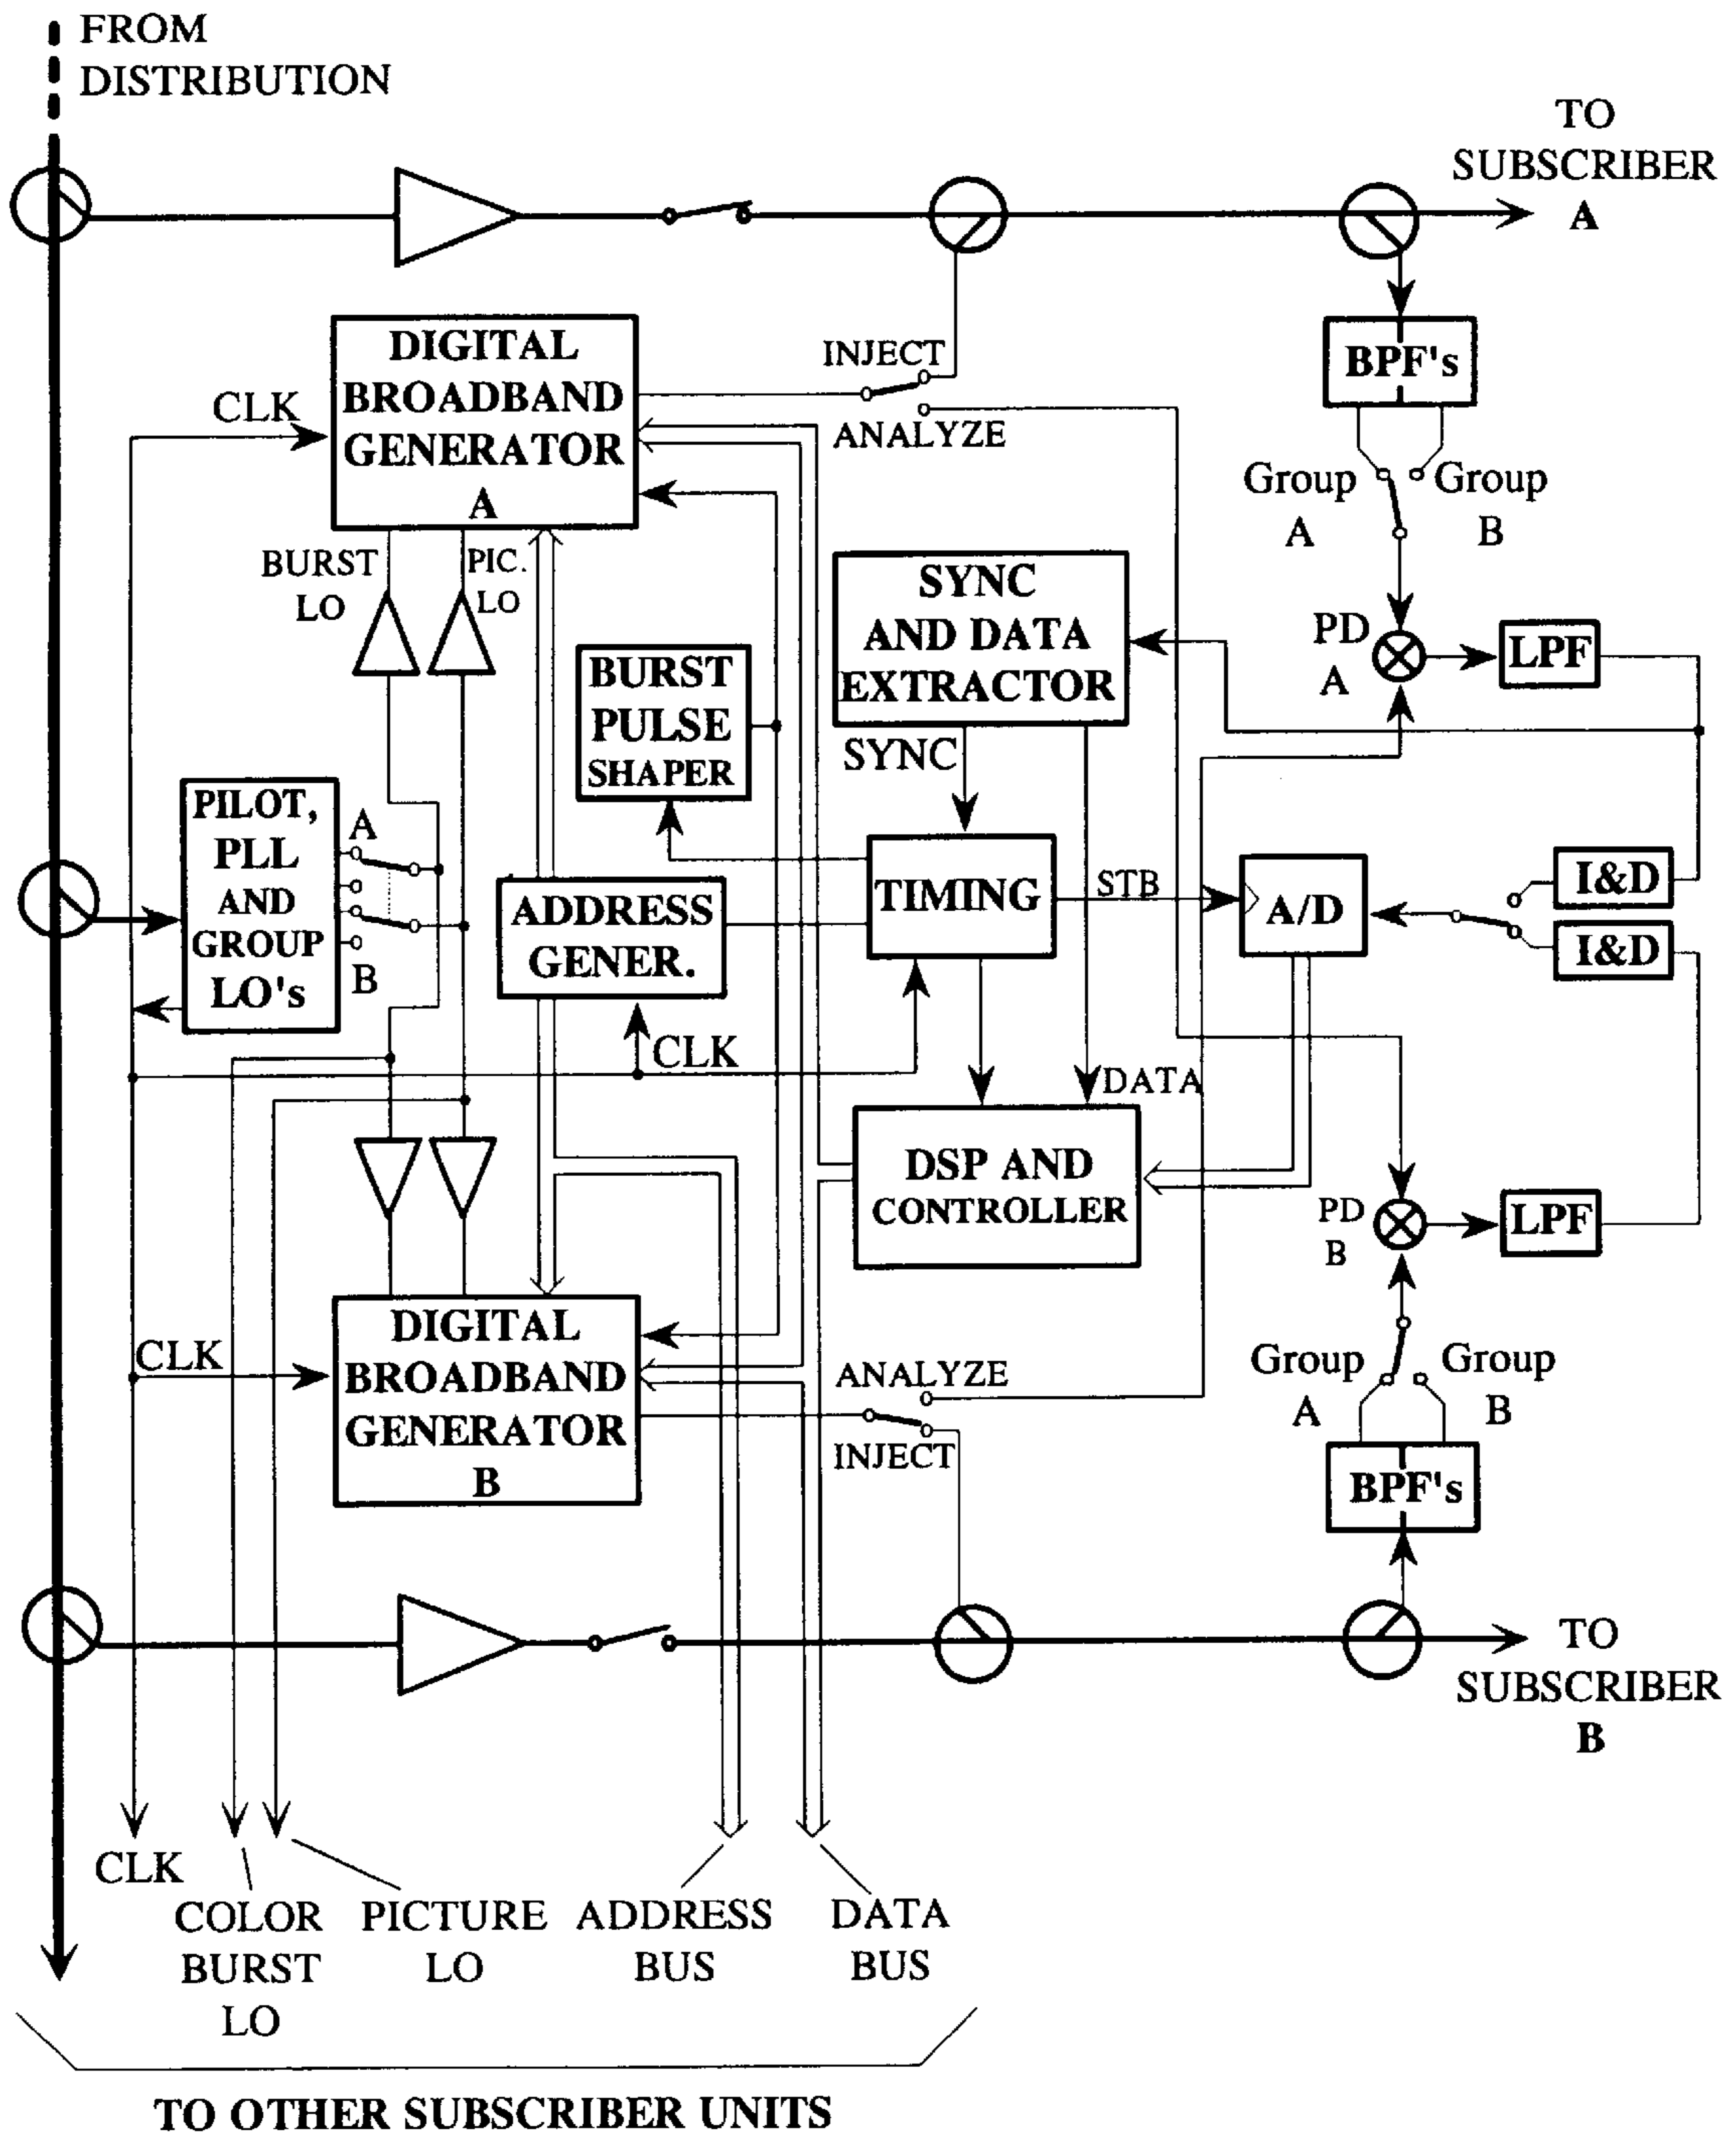 FROM
DISTRIBUTION
TO
SUBSCRIBER
A
DIGITAL
BROADBAND
GENERATOR
A
CLK
INJECT
ANALYZE
BPF's
Group
A
Group
B
BURST
LO
PIC.
LO
SYNC
AND DATA
EXTRACTOR
PD
A
LPF
BURST
PULSE
SHAPER
SYNC
PILOT,
PLL
AND
GROUP
LO's
A
B
ADDRESS
GENER.
TIMING
STB
A/D
I&D
I&D
CLK
DATA
DSP AND
CONTROLLER
PD
B
LPF
DIGITAL
BROADBAND
GENERATOR
B
CLK
ANALYZE
INJECT
Group
A
Group
B
BPF's
TO
SUBSCRIBER
B
CLK
COLOR
BURST
LO
PICTURE
LO
ADDRESS
BUS
DATA
BUS
TO OTHER SUBSCRIBER UNITS